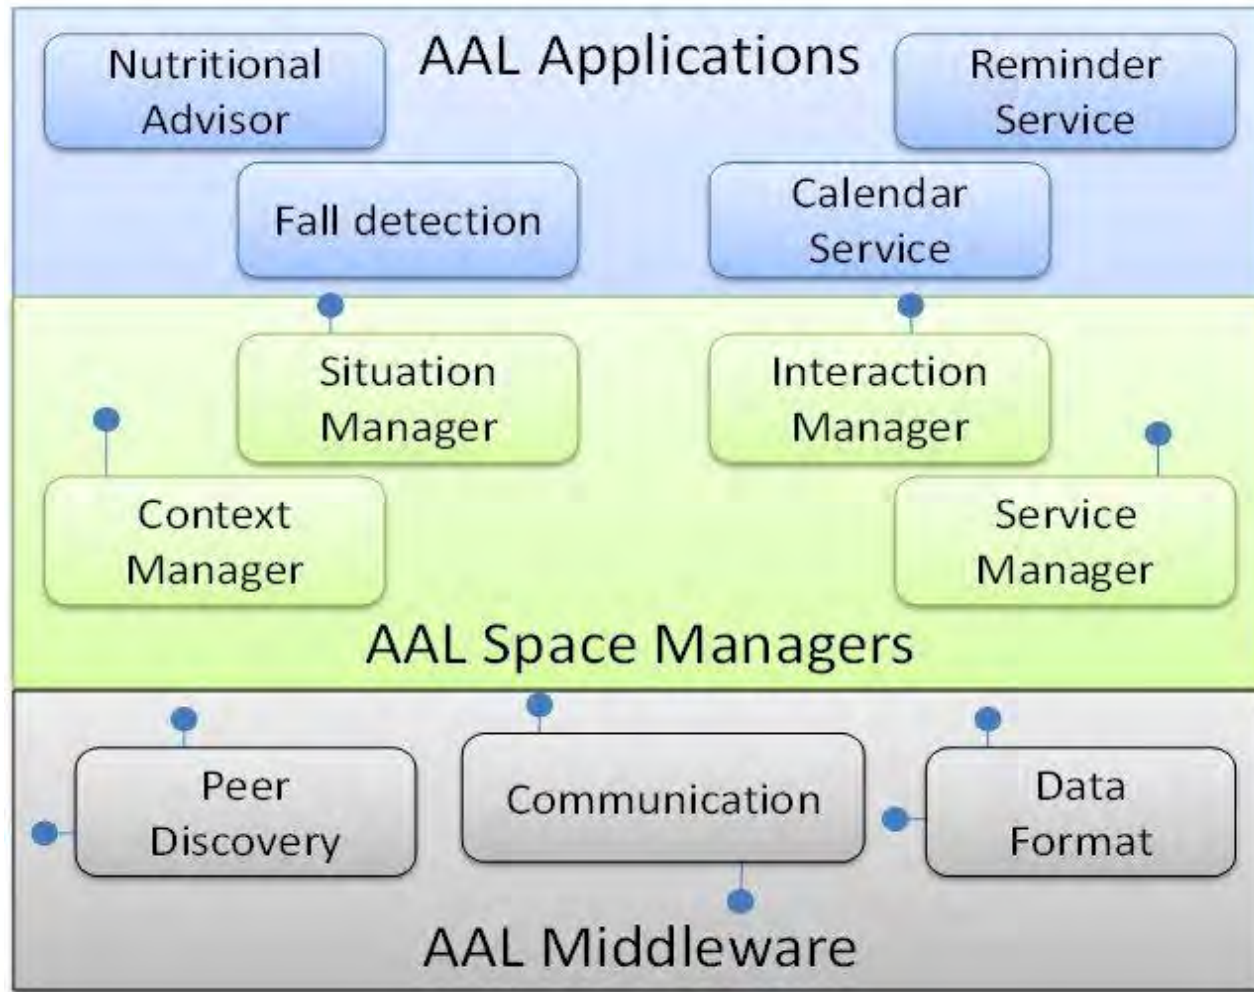 AAL Applications
Nutritional
Advisor
Reminder
Service
Fall detection
Calendar
Service
Situation
Manager
Interaction
Manager
Context
Manager
Service
Manager
AAL Space Managers
Peer
Discovery
Communication
Data
Format
AAL Middleware